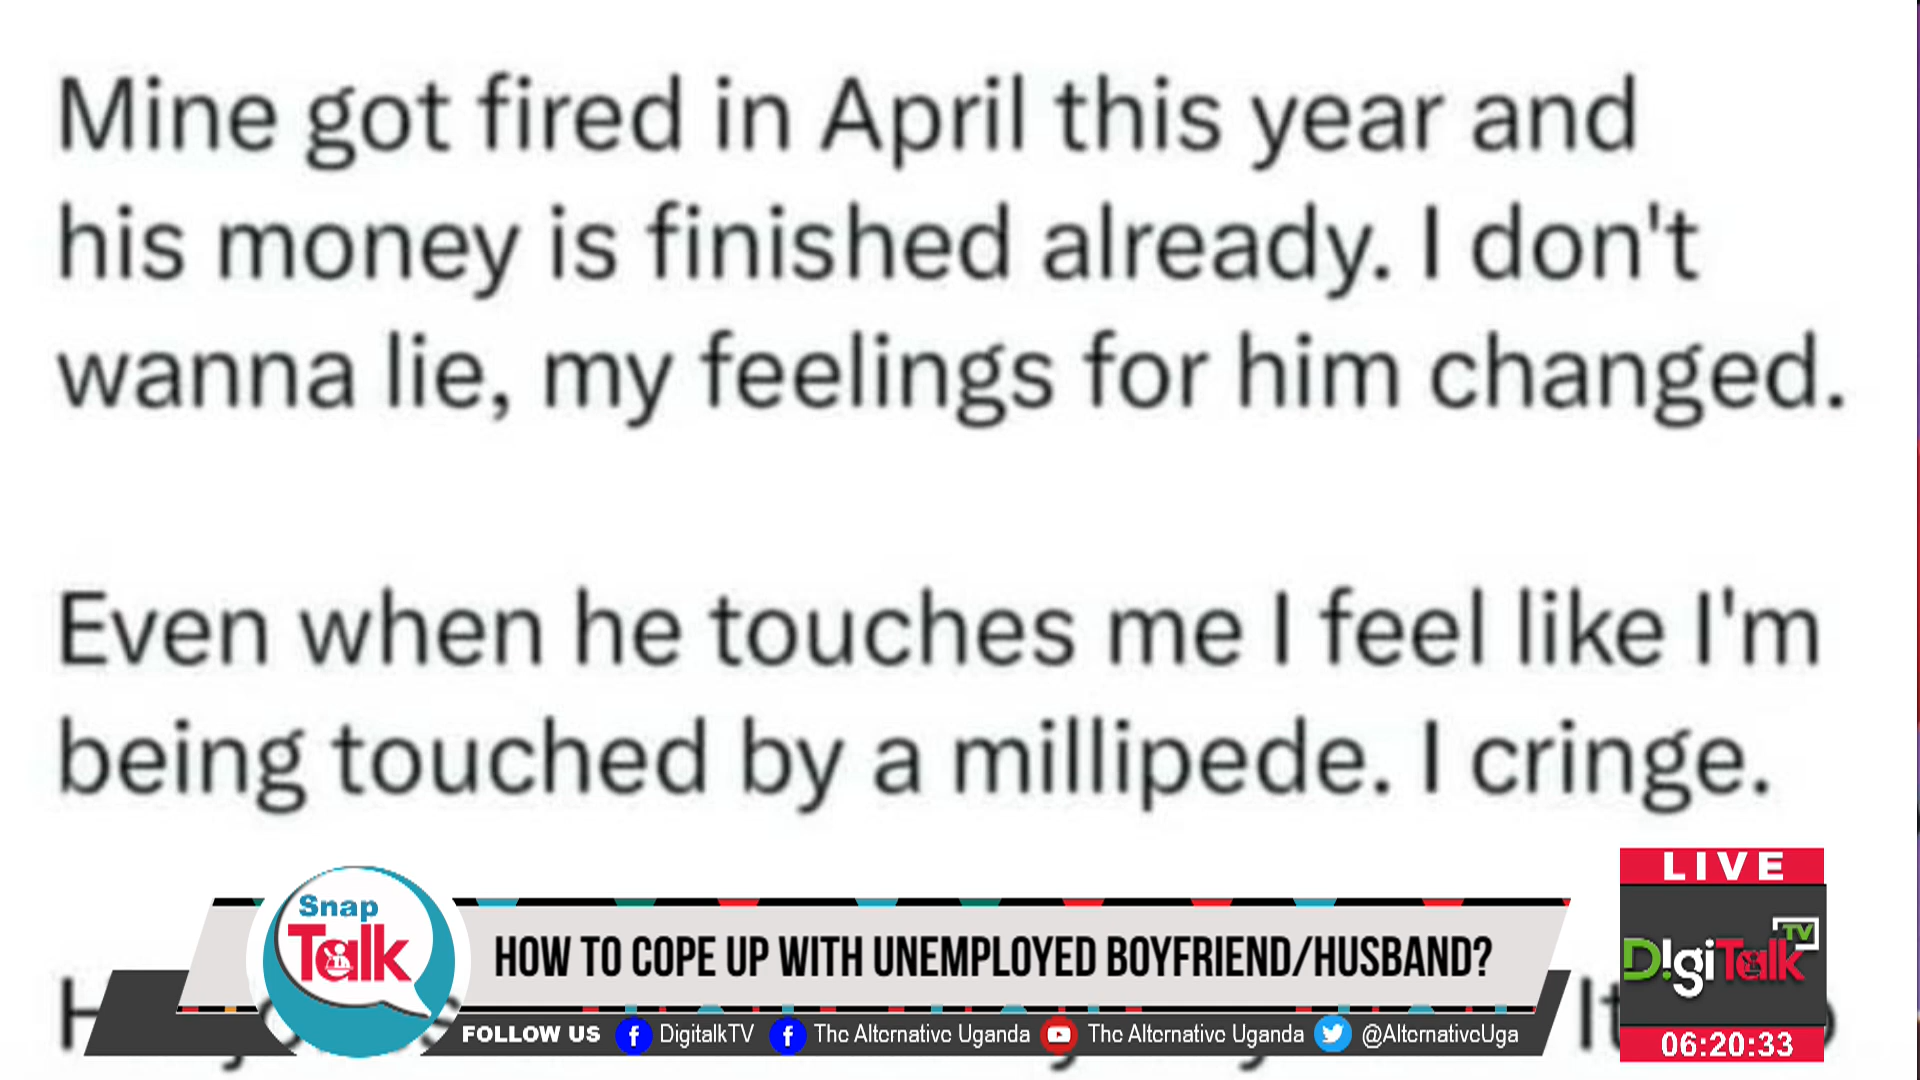 Mine got fired in April this year and
his money is finished already. I don't
wanna lie, my feelings for him changed.
Even when he touches me I feel like I'm
being touched by a millipede. I cringe.
Snap
Talk
HOW TO COPE UP WITH UNEMPLOYED BOYFRIEND/HUSBAND?
FOLLOW US DigitalkTV The Alternative Uganda The Alternative Uganda @AlternativeUga
LIVE
D!giTalk TV
06:20:33